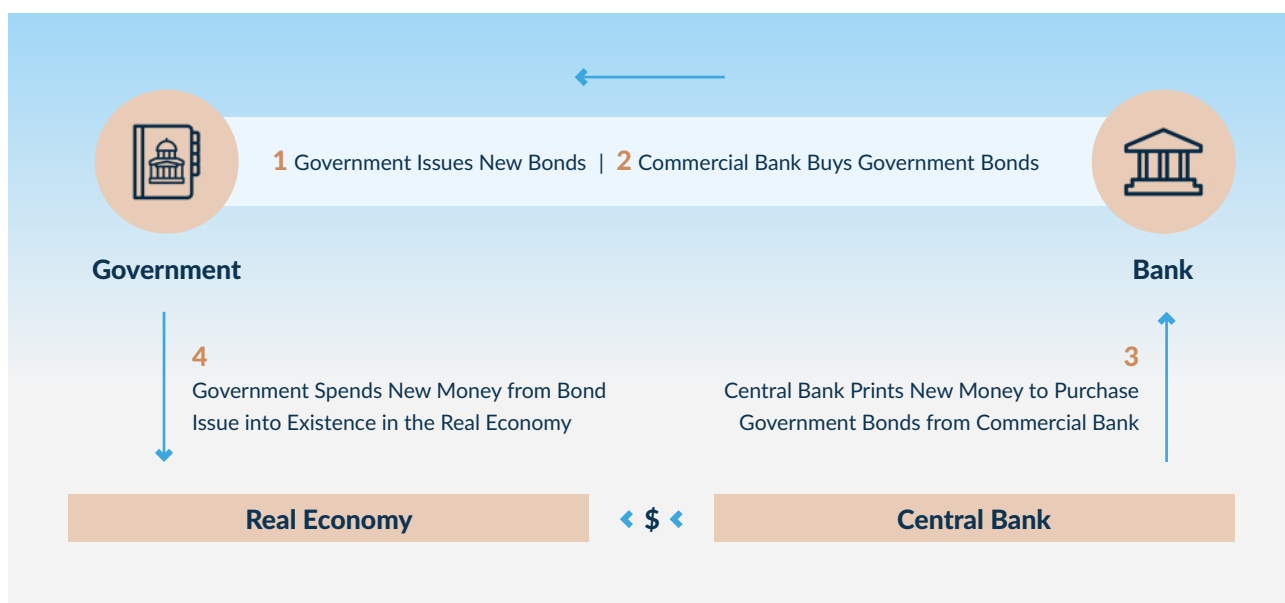 1 Government Issues New Bonds | 2 Commercial Bank Buys Government Bonds
Government
Bank
4
Government Spends New Money from Bond
Issue into Existence in the Real Economy
3
Central Bank Prints New Money to Purchase
Government Bonds from Commercial Bank
Real Economy
$
Central Bank